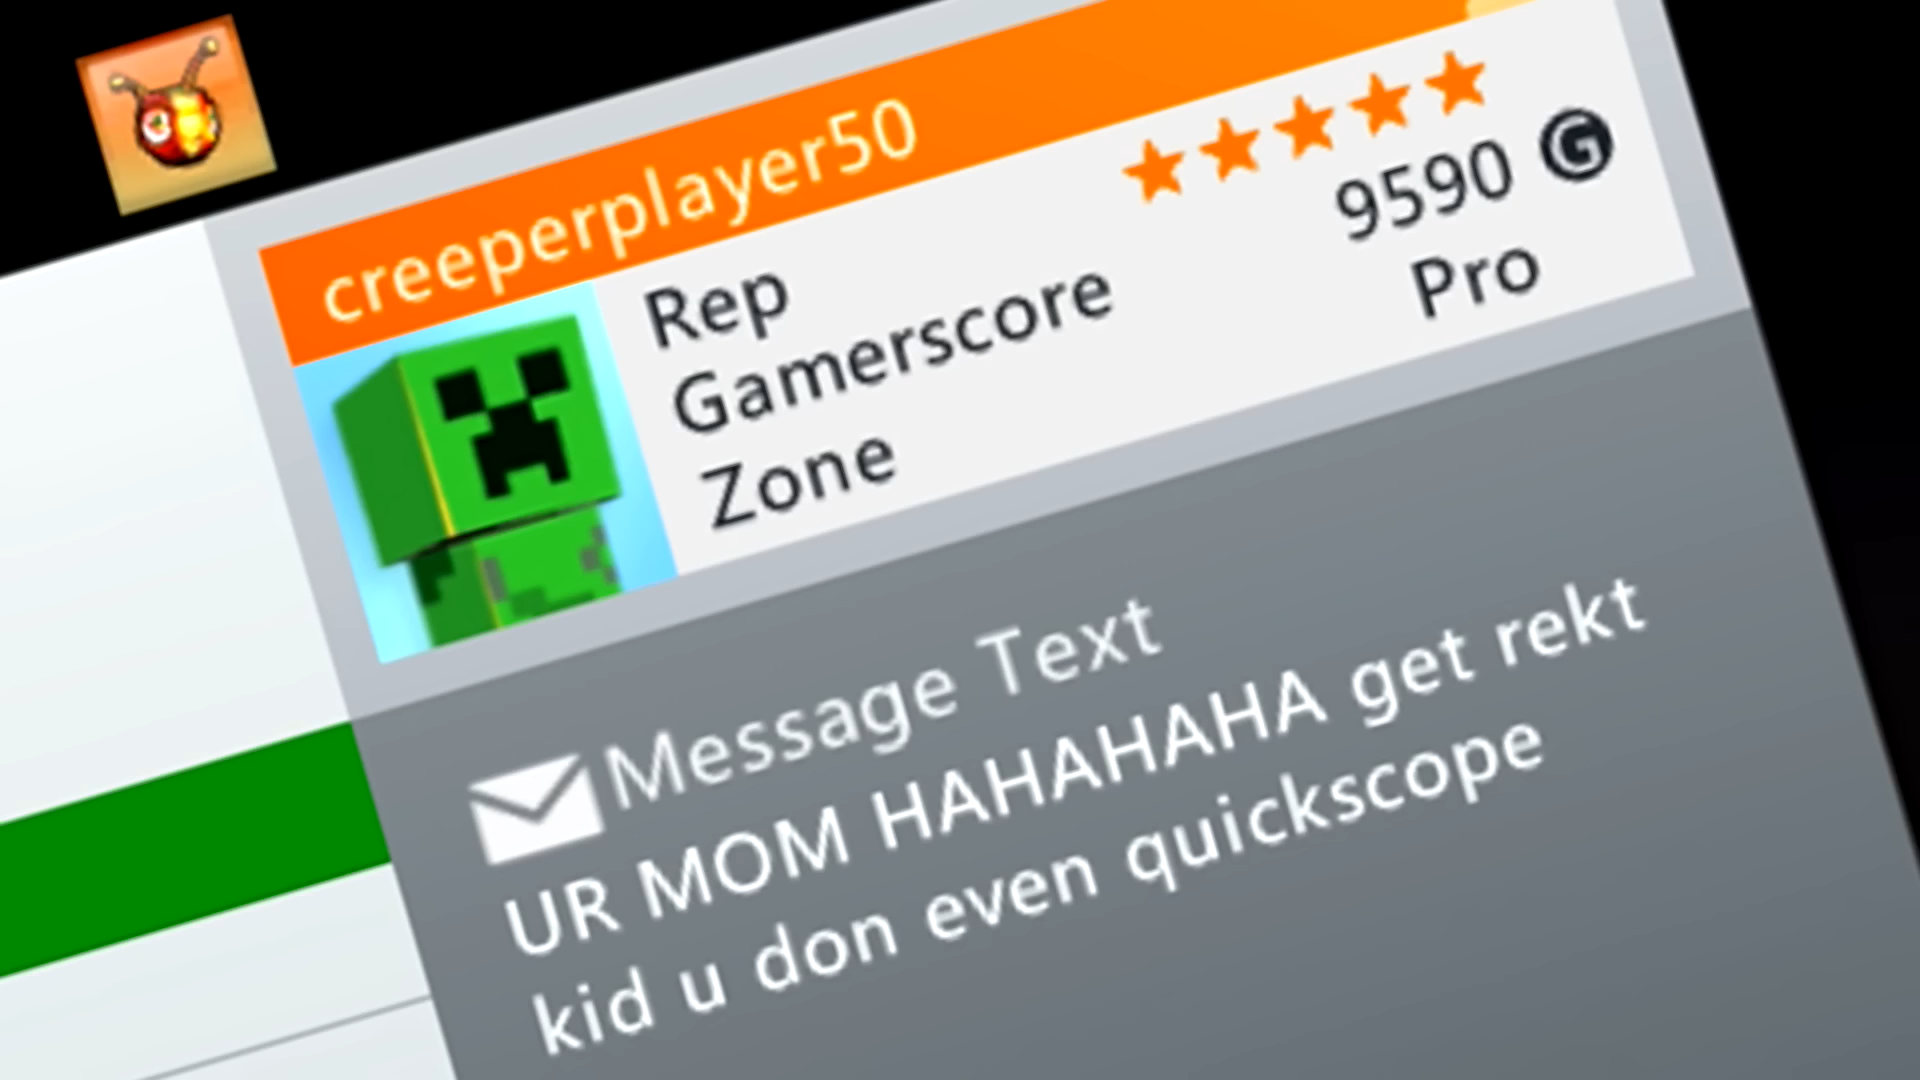 creeperplayer50
Rep
Gamerscore 9590 G
Zone Pro
Message Text
UR MOM HAHAHAHA get rekt
kid u don even quickscope